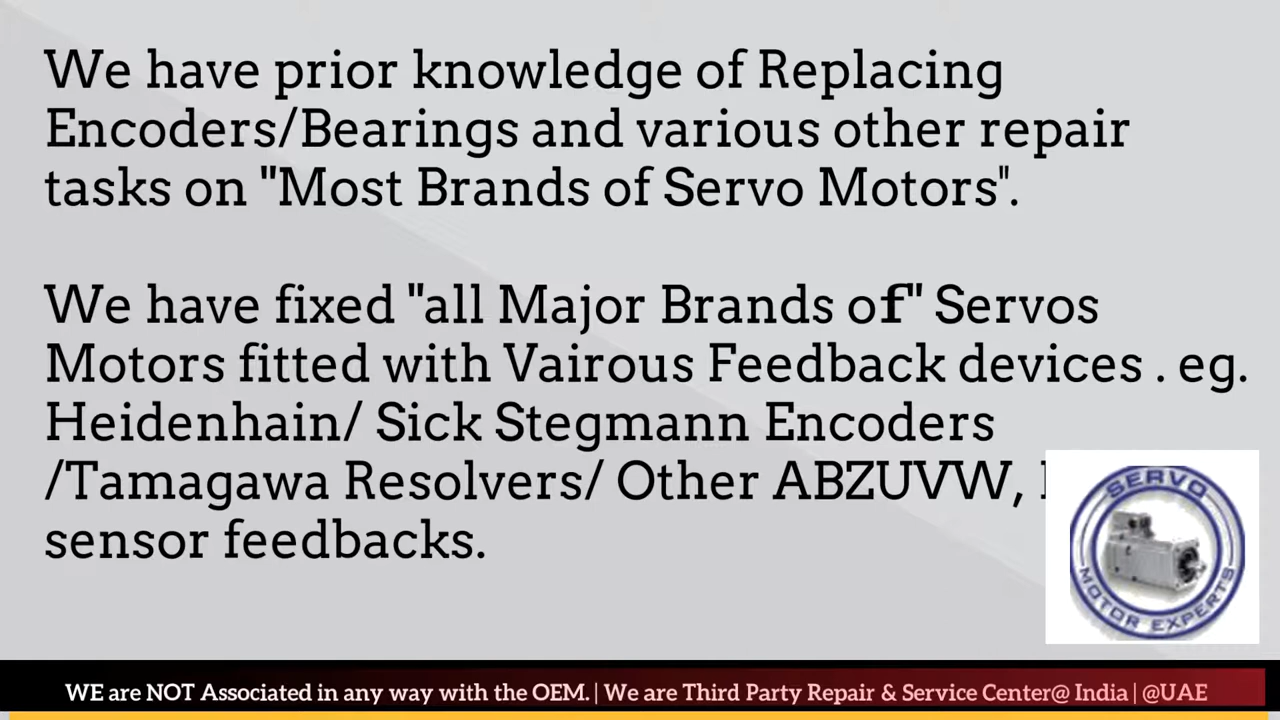 We have prior knowledge of Replacing
Encoders/Bearings and various other repair
tasks on "Most Brands of Servo Motors".
We have fixed "all Major Brands of" Servos
Motors fitted with Vairous Feedback devices . eg.
Heidenhain/ Sick Stegmann Encoders
/Tamagawa Resolvers/ Other ABZUVW,
sensor feedbacks.
SERVO
MOTOR EXPERTS
WE are NOT Associated in any way with the OEM. | We are Third Party Repair & Service Center@ India | @UAE